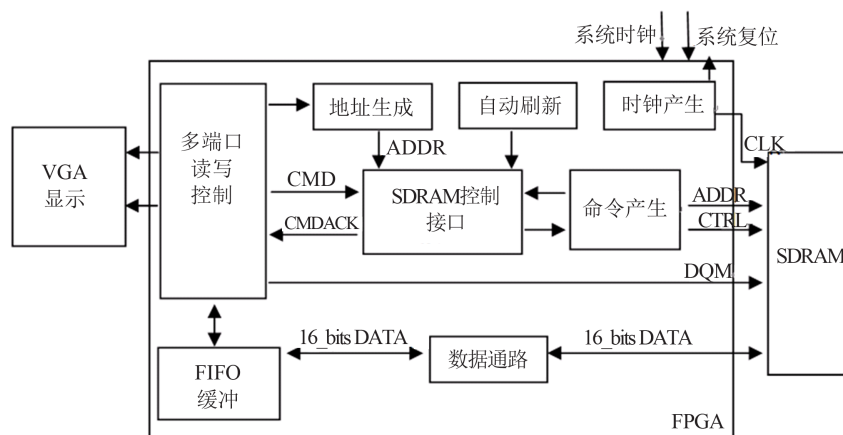 系统时钟
系统复位
地址生成
自动刷新
时钟产生
多端口
读写
控制
ADDR
CLK
VGA
显示
CMD
SDRAM控制
接口
命令产生
ADDR
CMDACK
CTRL
SDRAM
DQM
16_bits DATA
数据通路
16_bits DATA
FIFO
缓冲
FPGA